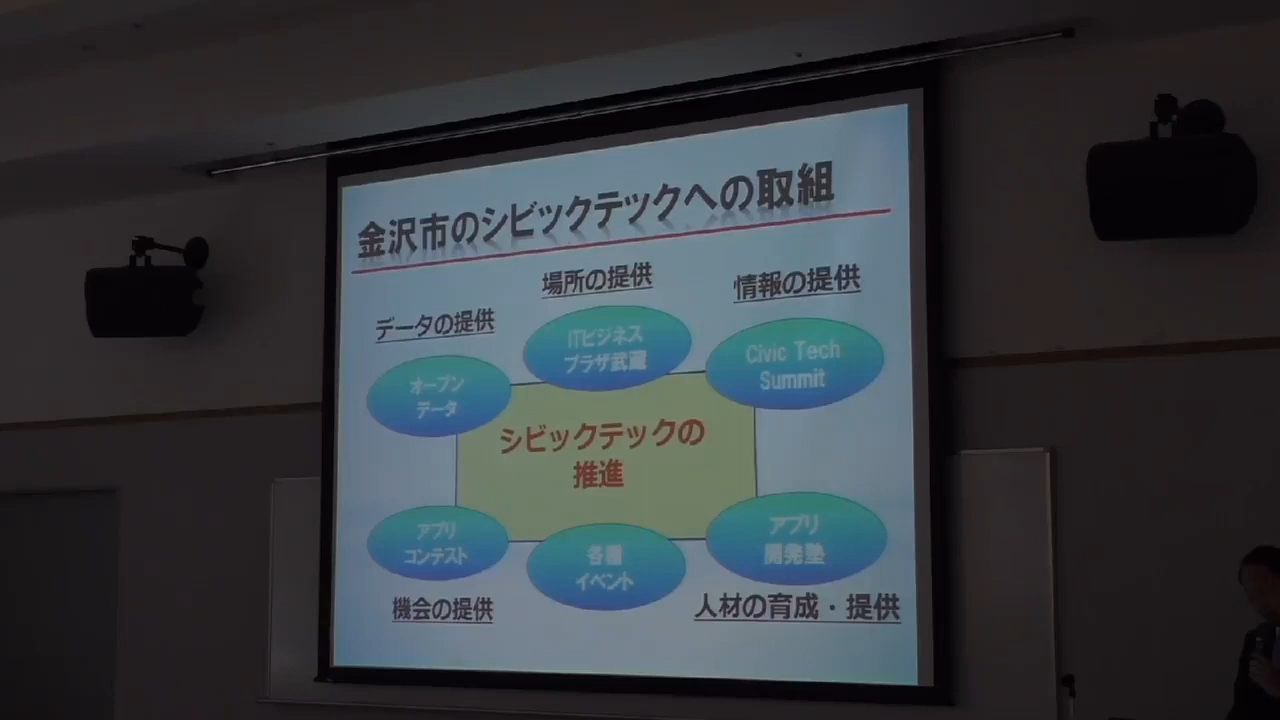 金沢市のシビックテックへの取組
場所の提供
情報の提供
データの提供
ITビジネス
プラザ武蔵
Civic Tech
Summit
オープン
データ
シビックテックの
推進
アプリ
コンテスト
各種
イベント
アプリ
開発塾
機会の提供
人材の育成・提供